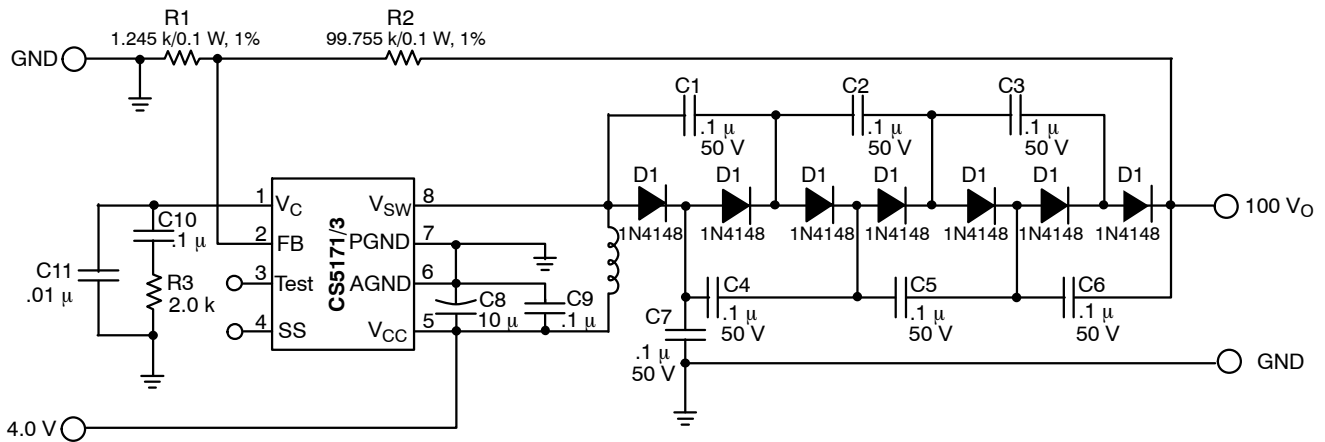 R1
1.245 k/0.1 W, 1%
R2
99.755 k/0.1 W, 1%
GND
C1
.1 μ
50 V
C2
.1 μ
50 V
C3
.1 μ
50 V
D1
1N4148
D1
1N4148
D1
1N4148
D1
1N4148
D1
1N4148
D1
1N4148
D1
1N4148
100 VO
1
VC
2
FB
3
Test
4
SS
CS5171/3
VSW
8
PGND
7
AGND
6
VCC
5
C10
.1 μ
C11
.01 μ
R3
2.0 k
C8
10 μ
C9
.1 μ
C4
.1 μ
50 V
C5
.1 μ
50 V
C6
.1 μ
50 V
C7
.1 μ
50 V
GND
4.0 V